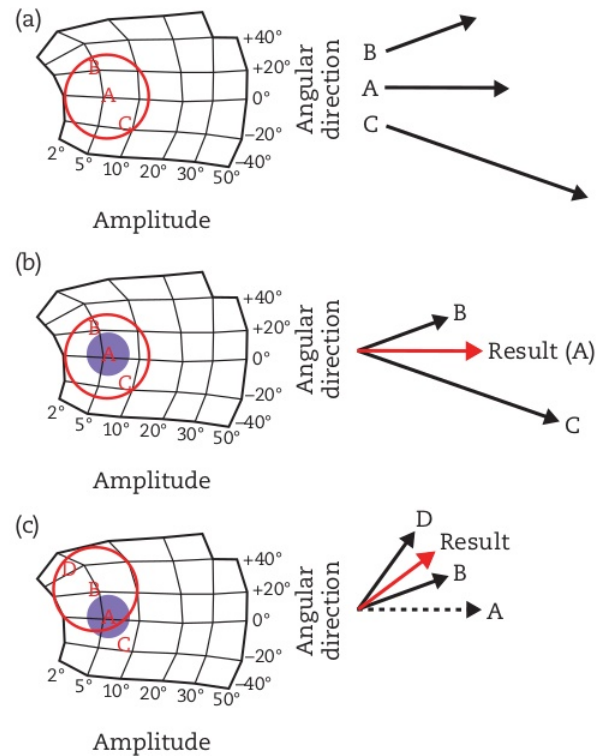 (a)
B
A
C
+40°
+20°
0°
–20°
–40°
2°
5°
10°
20°
30°
50°
Amplitude
Angular
direction
B
A
C
(b)
B
A
C
+40°
+20°
0°
–20°
–40°
2°
5°
10°
20°
30°
50°
Amplitude
Angular
direction
B
Result (A)
C
(c)
D
B
A
C
+40°
+20°
0°
–20°
–40°
2°
5°
10°
20°
30°
50°
Amplitude
Angular
direction
D
Result
B
A